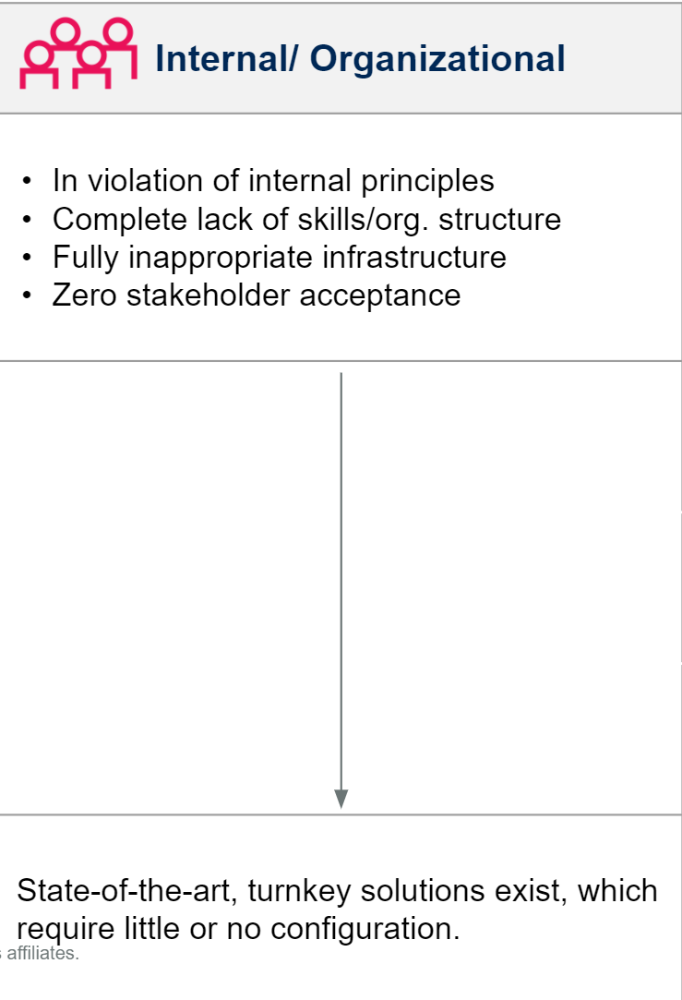 Internal/ Organizational
• In violation of internal principles
• Complete lack of skills/org. structure
• Fully inappropriate infrastructure
• Zero stakeholder acceptance
State-of-the-art, turnkey solutions exist, which
require little or no configuration.
affiliates.